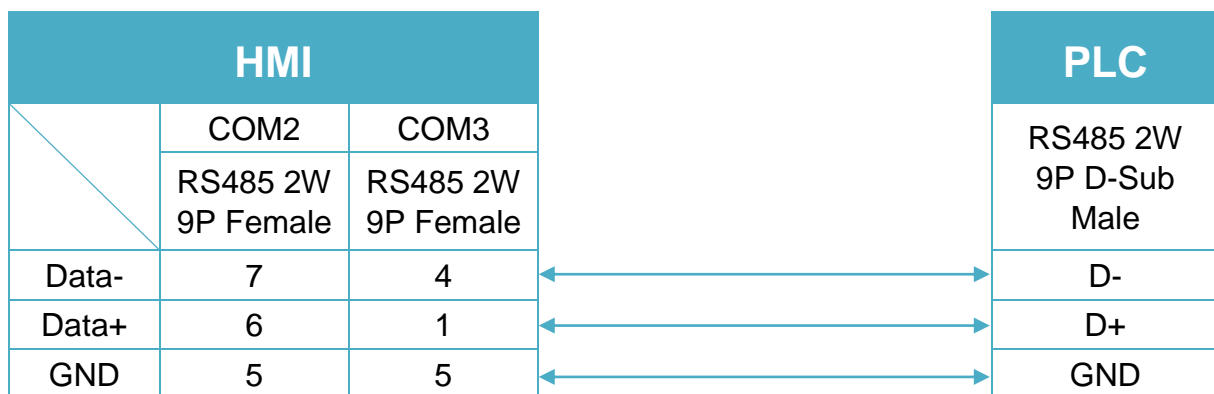 HMI
PLC
COM2
COM3
RS485 2W
9P Female
RS485 2W
9P Female
RS485 2W
9P D-Sub
Male
Data-
7
4
D-
Data+
6
1
D+
GND
5
5
GND